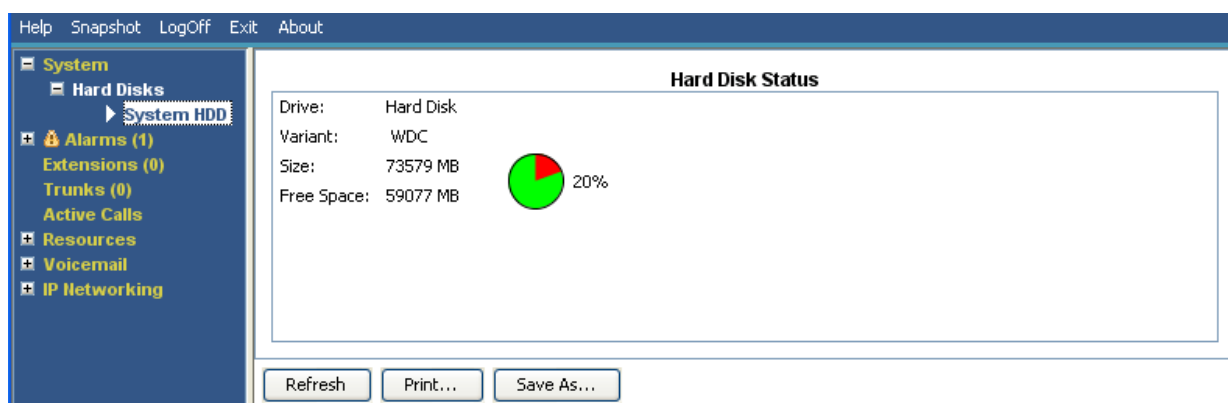 Help Snapshot LogOff Exit About
System
Hard Disks
System HDD
Alarms (1)
Extensions (0)
Trunks (0)
Active Calls
Resources
Voicemail
IP Networking
Hard Disk Status
Drive: Hard Disk
Variant: WDC
Size: 73579 MB
Free Space: 59077 MB
20%
Refresh Print... Save As...